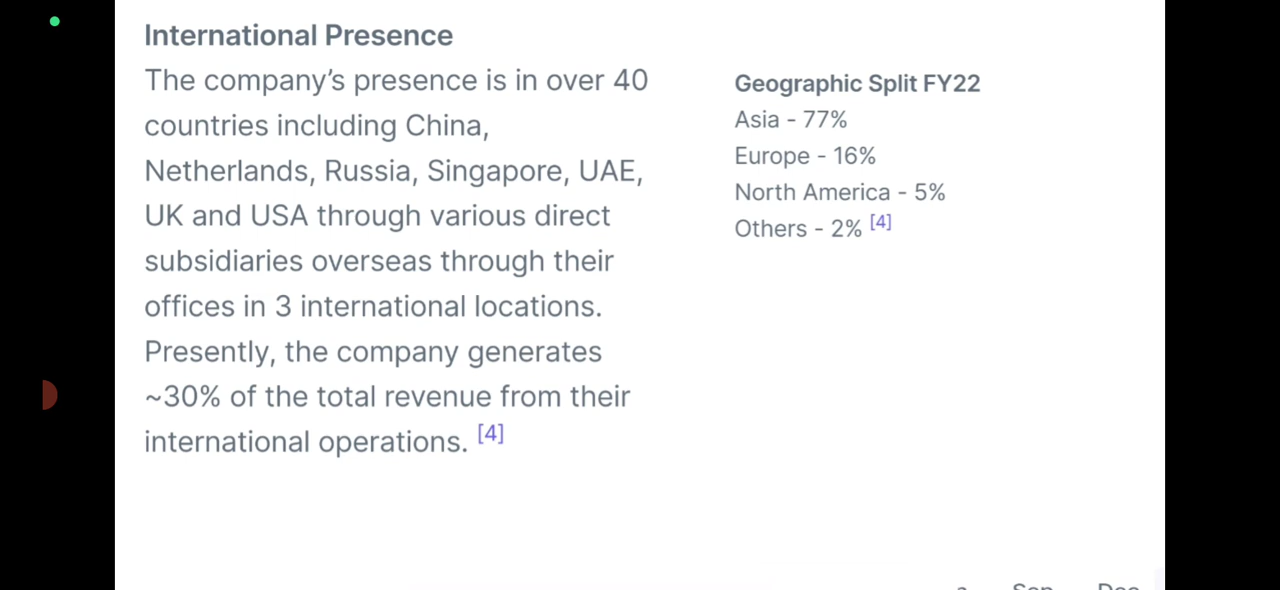 International Presence
The company's presence is in over 40
countries including China,
Netherlands, Russia, Singapore, UAE,
UK and USA through various direct
subsidiaries overseas through their
offices in 3 international locations.
Presently, the company generates
~30% of the total revenue from their
international operations. [4]
Geographic Split FY22
Asia - 77%
Europe - 16%
North America - 5%
Others - 2% [4]
Sep Dec